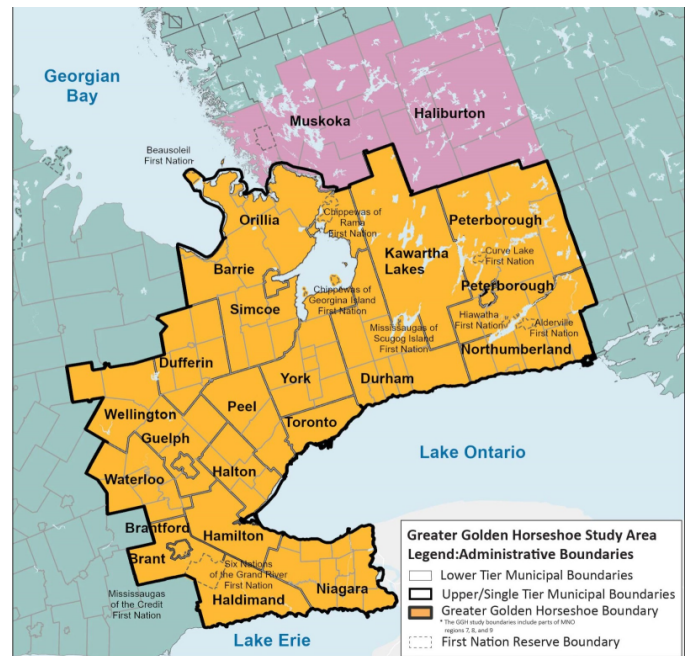 Georgian
Bay
Muskoka
Haliburton
Beausoleil
First Nation
Orillia
Chippewas of
Rama
First Nation
Peterborough
Barrie
Kawartha
Lakes
Curve Lake
First Nation
Peterborough
Simcoe
Chippewas of
Georgina Island
First Nation
Hiawatha
First Nation
Alderville
First Nation
Mississaugas of
Scugog Island
First Nation
Northumberland
Dufferin
York
Durham
Wellington
Peel
Guelph
Toronto
Lake Ontario
Waterloo
Halton
Brantford
Hamilton
Brant
Six Nations
of the Grand River
First Nation
Niagara
Mississaugas
of the Credit
First Nation
Haldimand
Lake Erie
Greater Golden Horseshoe Study Area
Legend:Administrative Boundaries
Lower Tier Municipal Boundaries
Upper/Single Tier Municipal Boundaries
Greater Golden Horseshoe Boundary
* The GGH study boundaries include parts of MNO
regions 7, 8, and 9
First Nation Reserve Boundary